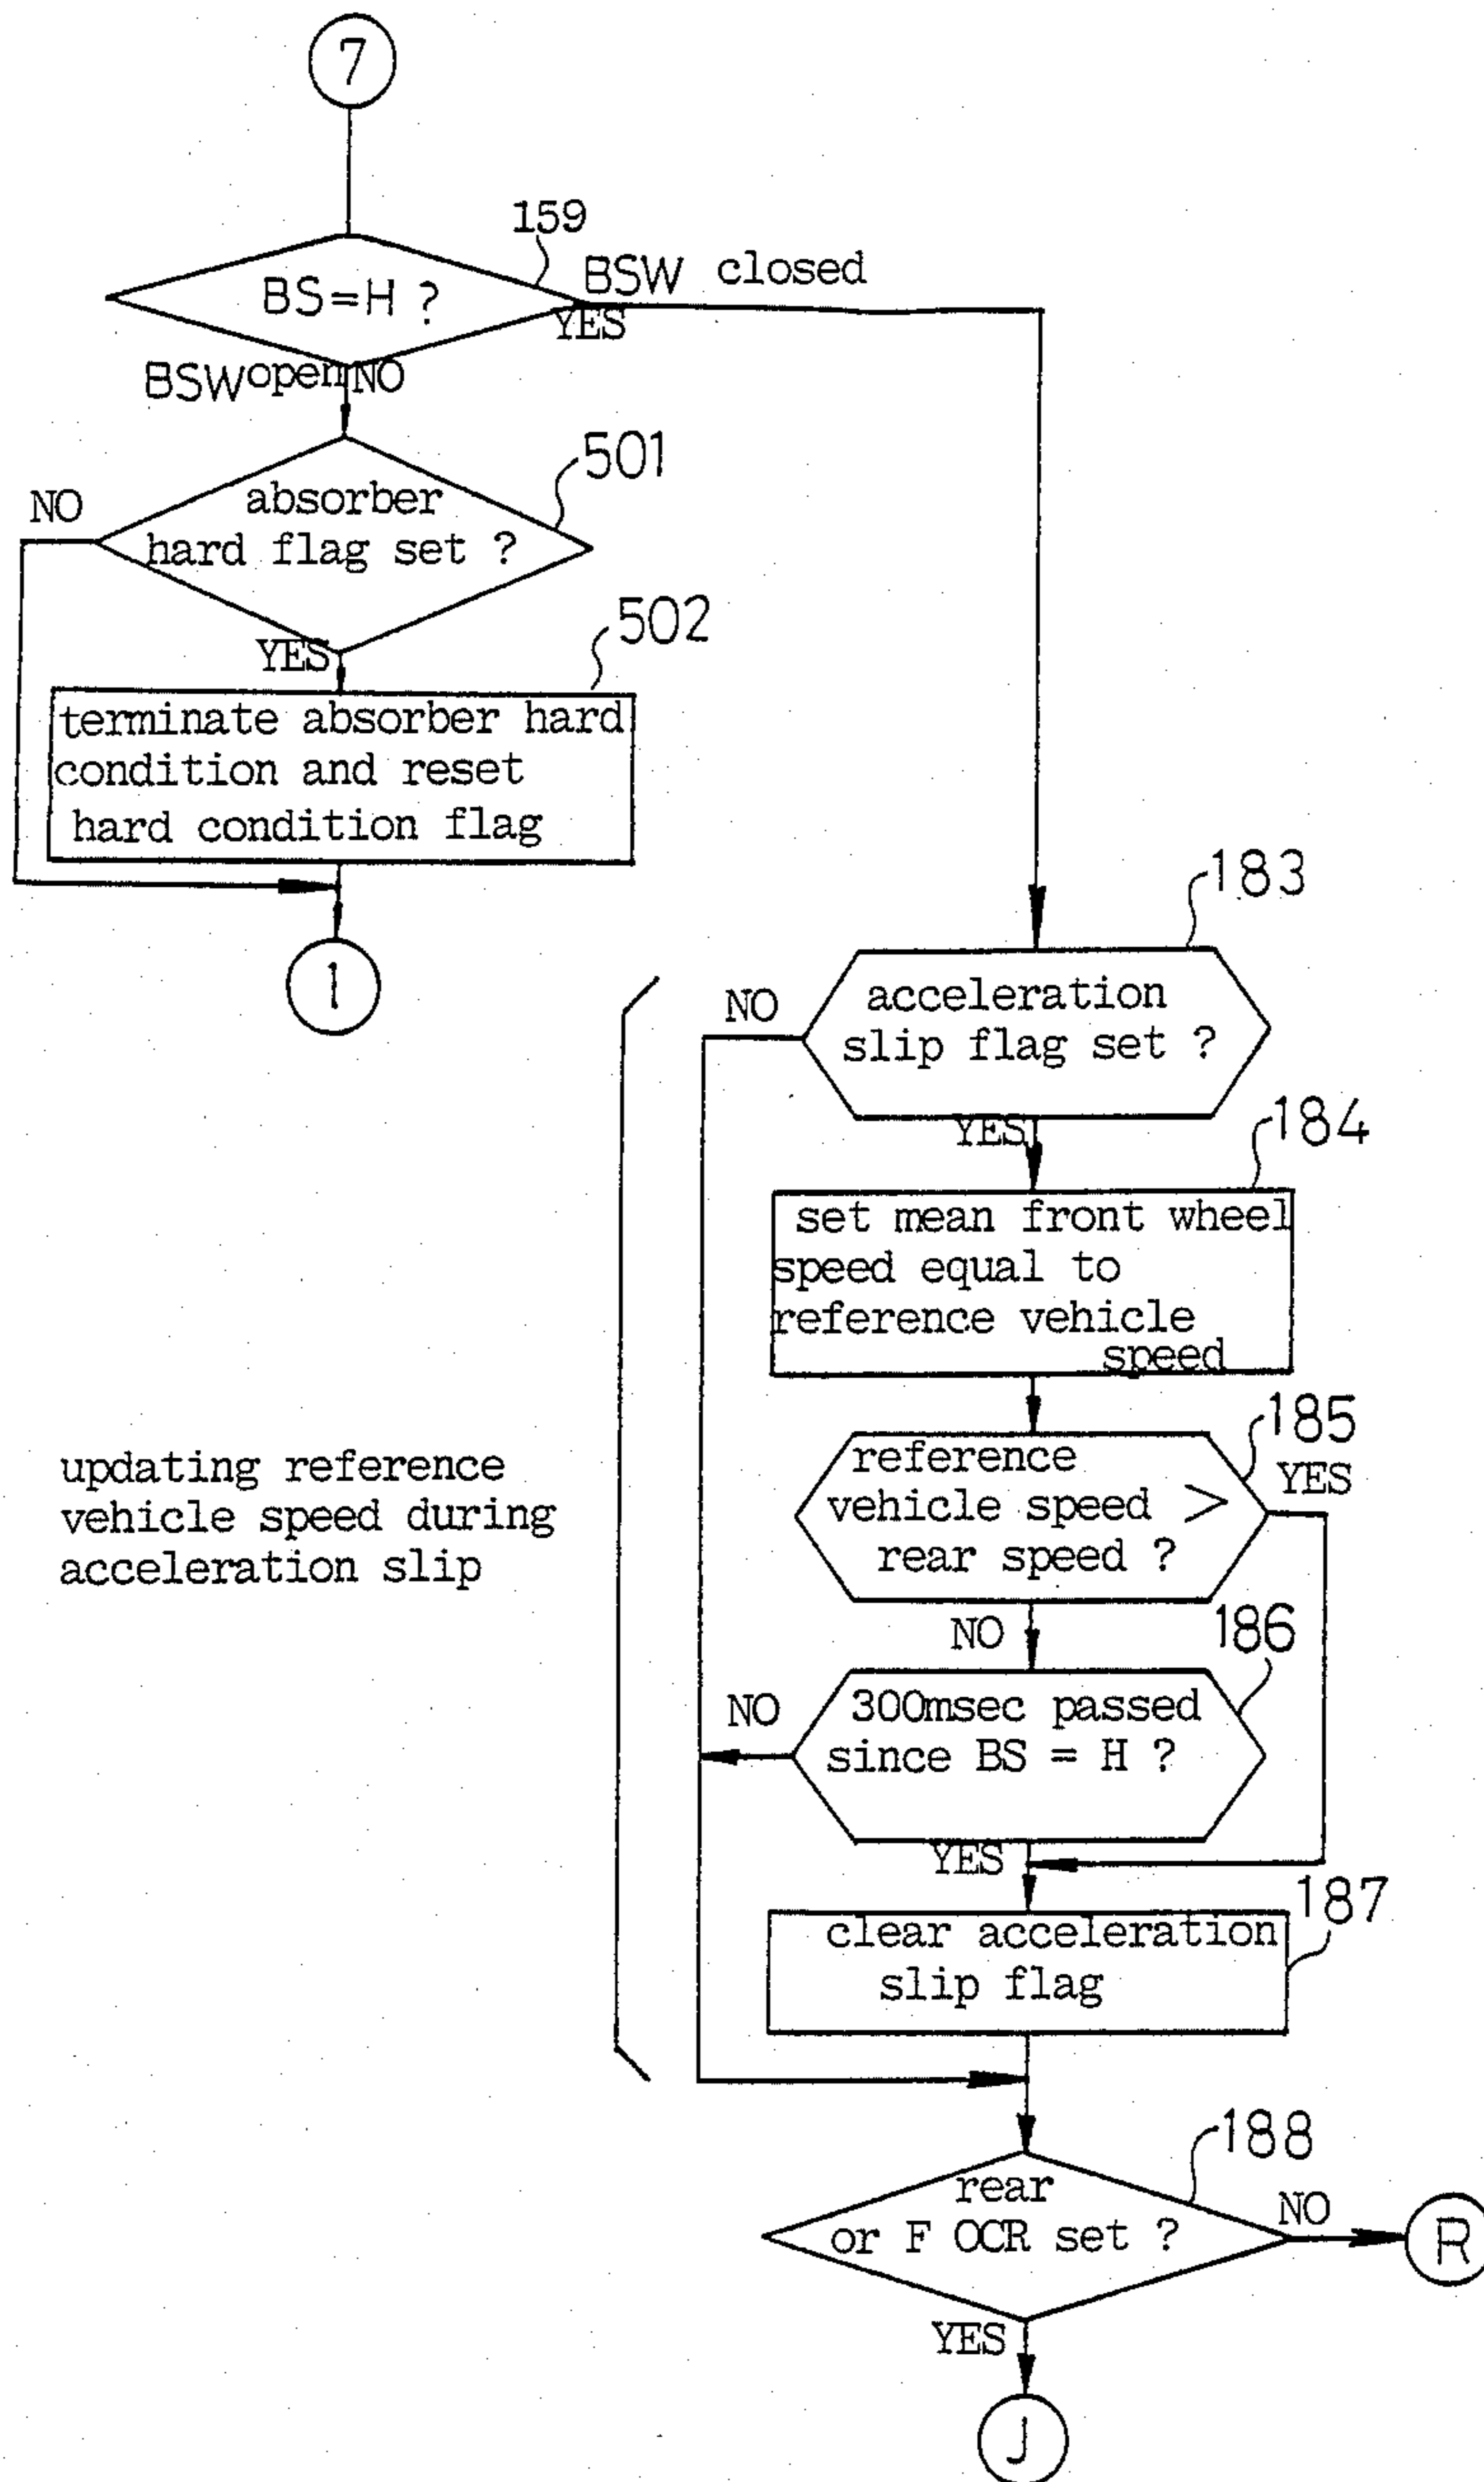 7
159
BSW closed
BS=H ?
YES
BSW open NO
501
absorber
hard flag set ?
NO
502
YES
terminate absorber hard
condition and reset
hard condition flag
1
183
acceleration
slip flag set ?
NO
YES
184
set mean front wheel
speed equal to
reference vehicle
speed
185
reference
vehicle speed >
rear speed ?
YES
updating reference
vehicle speed during
acceleration slip
NO
186
300msec passed
since BS = H ?
NO
YES
187
clear acceleration
slip flag
188
rear
or F OCR set ?
NO
R
YES
J